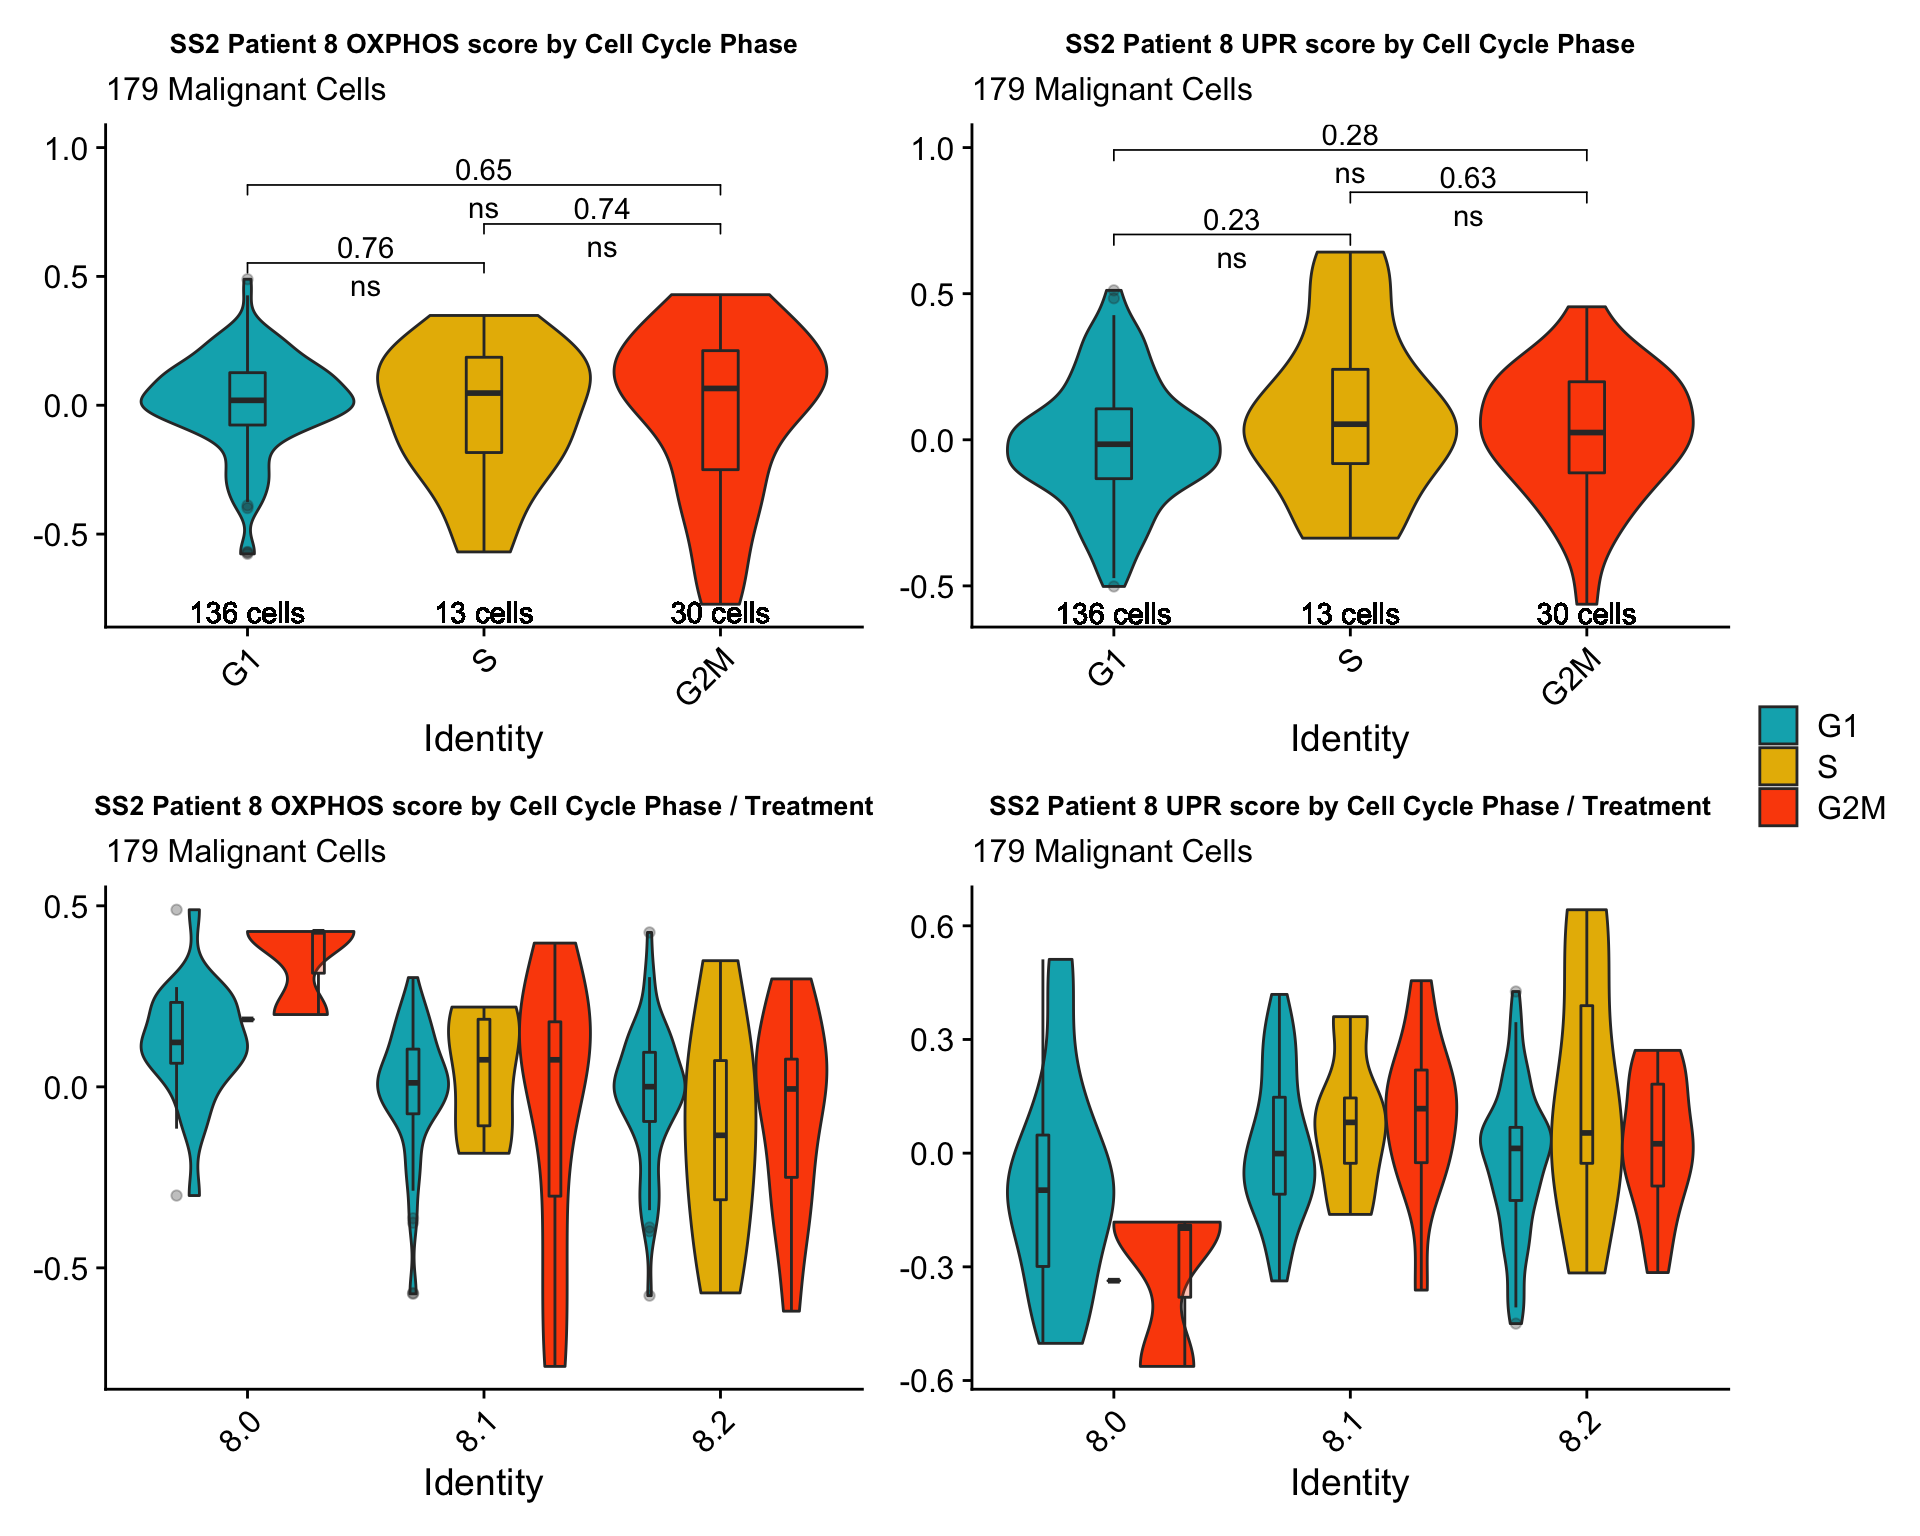 SS2 Patient 8 OXPHOS score by Cell Cycle Phase
179 Malignant Cells
1.0
0.5
0.0
-0.5
0.65
ns
0.74
ns
0.76
ns
136 cells
13 cells
30 cells
G1
S
G2M
Identity
SS2 Patient 8 UPR score by Cell Cycle Phase
179 Malignant Cells
1.0
0.5
0.0
-0.5
0.28
ns
0.63
ns
0.23
ns
136 cells
13 cells
30 cells
G1
S
G2M
Identity
G1
S
G2M
SS2 Patient 8 OXPHOS score by Cell Cycle Phase / Treatment
179 Malignant Cells
0.5
0.0
-0.5
8.0
8.1
8.2
Identity
SS2 Patient 8 UPR score by Cell Cycle Phase / Treatment
179 Malignant Cells
0.6
0.3
0.0
-0.3
-0.6
8.0
8.1
8.2
Identity